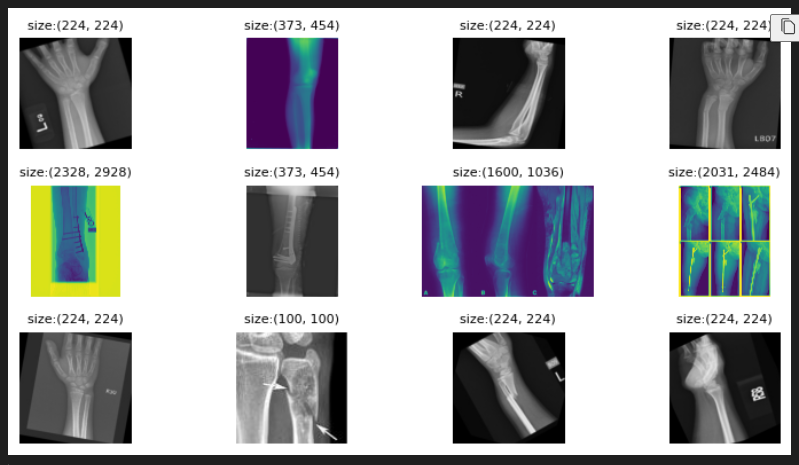 size:(224, 224)
size:(373, 454)
size:(224, 224)
size:(224, 224)
L
R
LB07
size:(2328, 2928)
size:(373, 454)
size:(1600, 1036)
size:(2031, 2484)
A
B
C
size:(224, 224)
size:(100, 100)
size:(224, 224)
size:(224, 224)
L